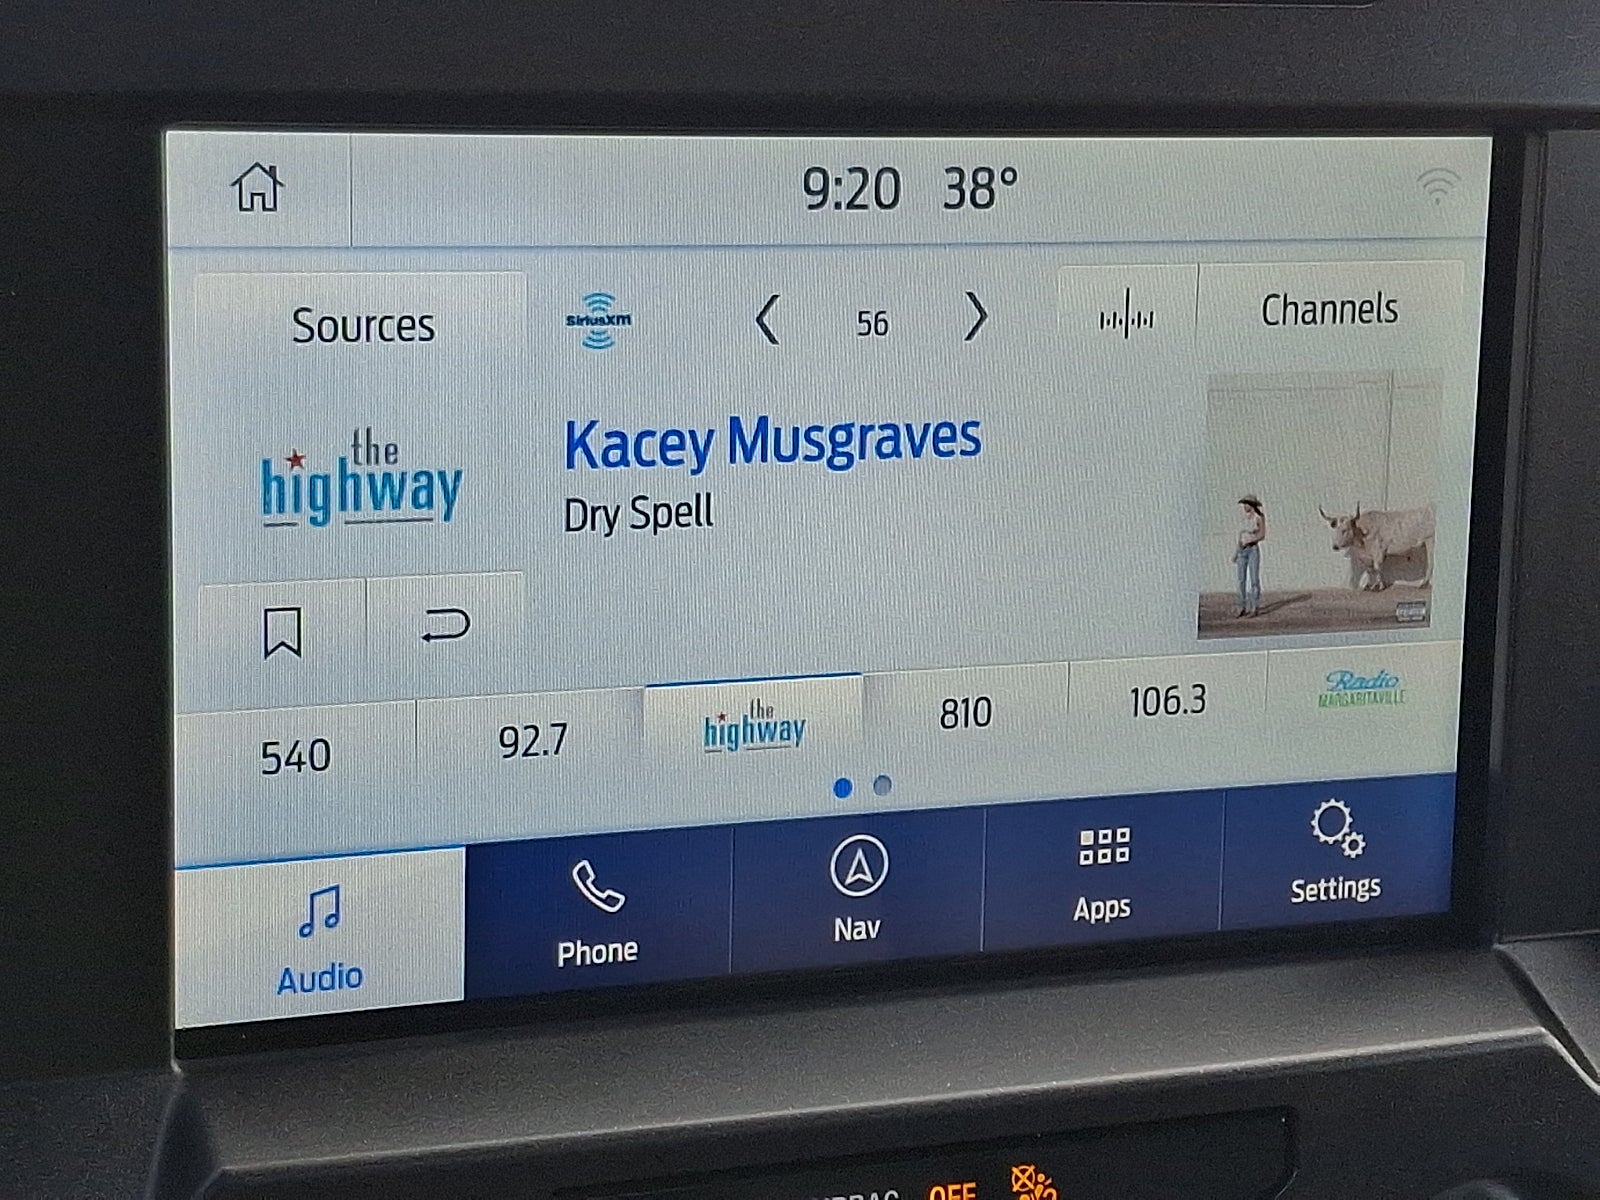 9:20 38°
Sources
SiriusXm
56
Channels
the
highway
Kacey Musgraves
Dry Spell
540
92.7
the
highway
810
106.3
Radio
MARGARITAVILLE
Audio
Phone
Nav
Apps
Settings
OFF